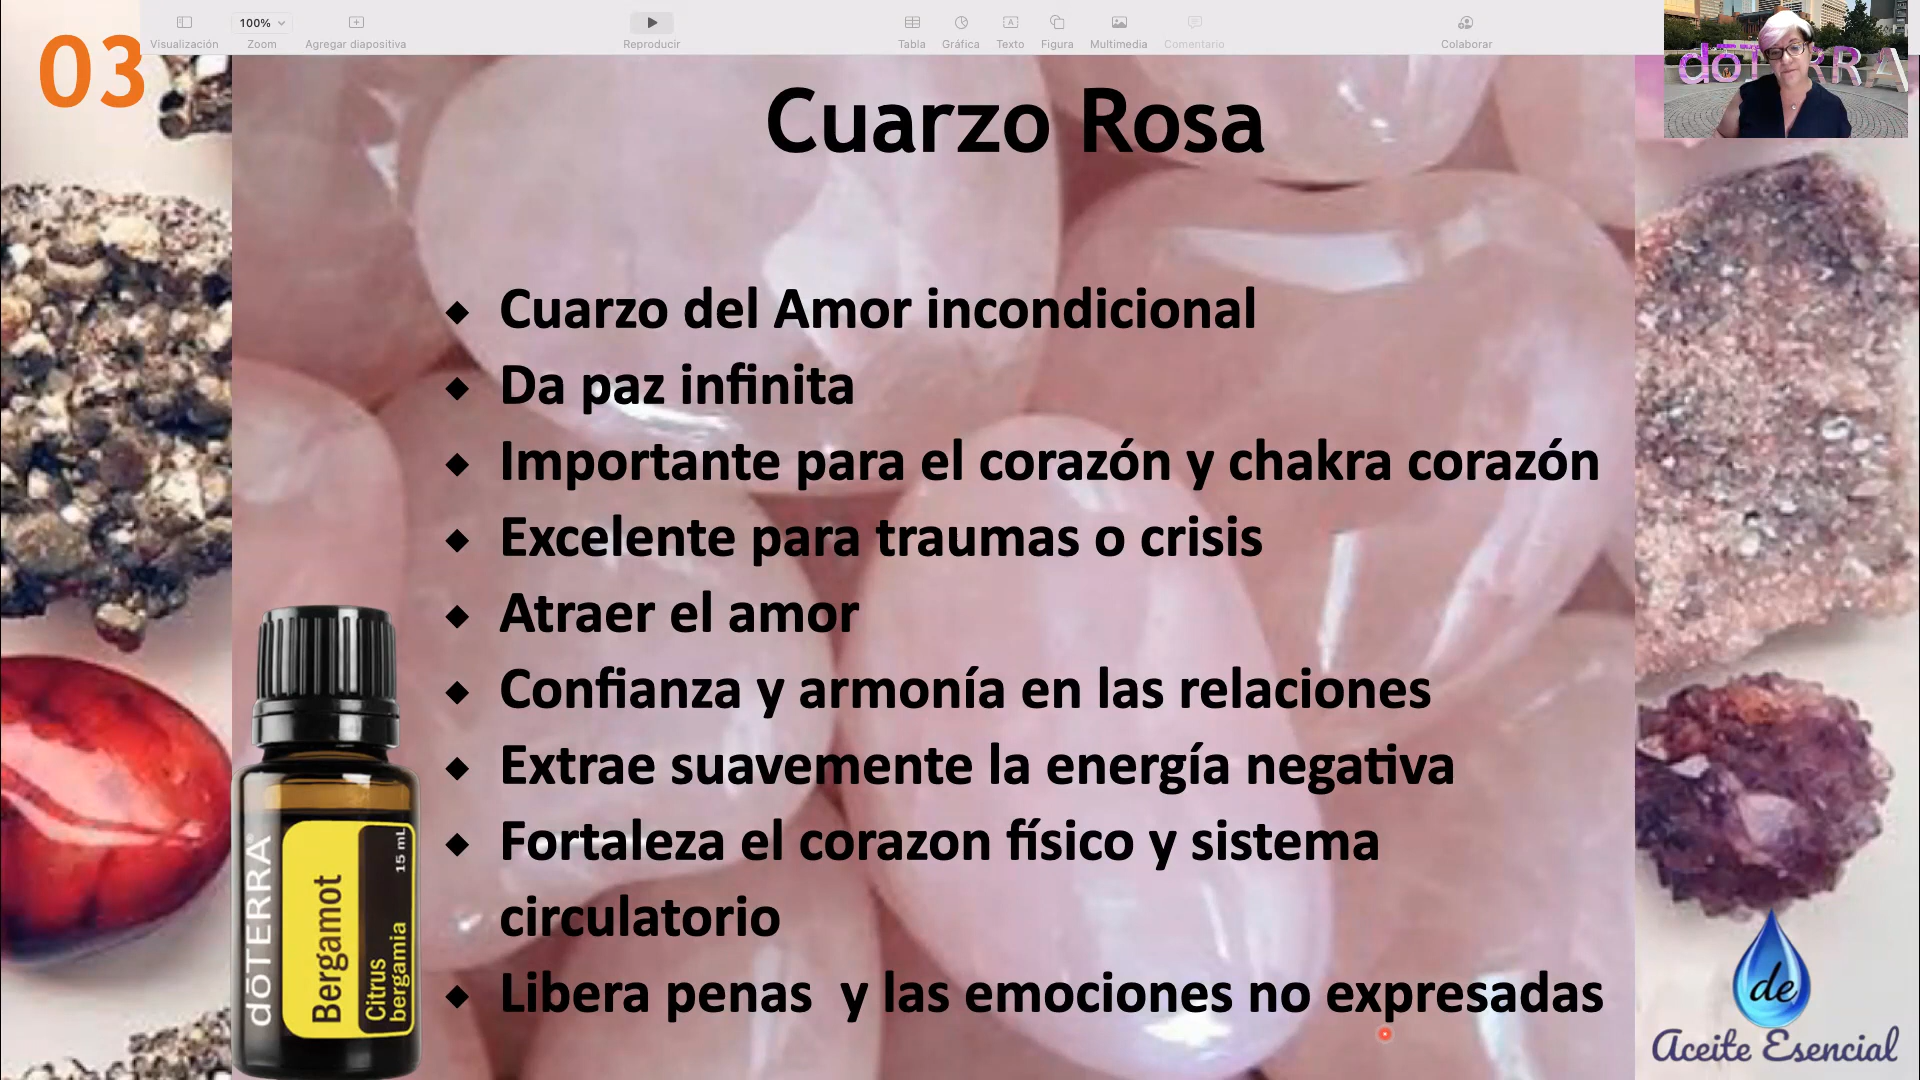 03
Visualización
100%
Zoom
Agregar diapositiva
Reproducir
Tabla
Gráfica
Texto
Figura
Multimedia
Comentario
Colaborar
dōTERRA
Cuarzo Rosa
◆ Cuarzo del Amor incondicional
◆ Da paz infinita
◆ Importante para el corazón y chakra corazón
◆ Excelente para traumas o crisis
◆ Atraer el amor
◆ Confianza y armonía en las relaciones
◆ Extrae suavemente la energía negativa
◆ Fortaleza el corazon físico y sistema
circulatorio
◆ Libera penas  y las emociones no expresadas
dōTERRA
Bergamot
Citrus
bergamia
15 mL
de
Aceite Esencial